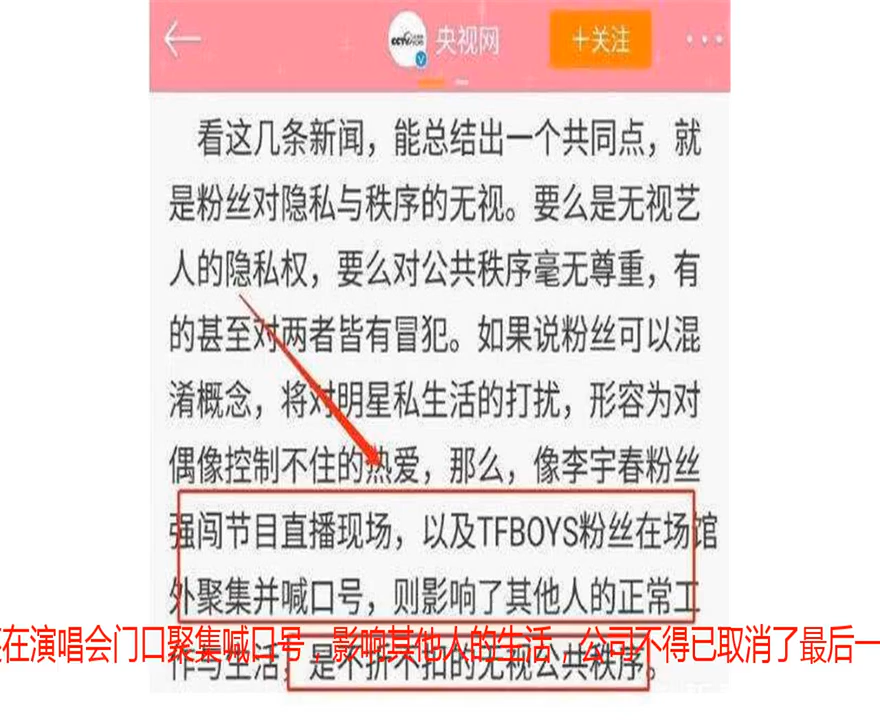 央视网
十关注
看这几条新闻，能总结出一个共同点，就
是粉丝对隐私与秩序的无视。要么是无视艺
人的隐私权，要么对公共秩序毫无尊重，有
的甚至对两者皆有冒犯。如果说粉丝可以混
淆概念，将对明星私生活的打扰，形容为对
偶像控制不住的热爱，那么，像李宇春粉丝
强闯节目直播现场，以及TFBOYS粉丝在场馆
外聚集并喊口号，则影响了其他人的正常工
在演唱会门口聚集喊口号，影响其他人的生活，公司不得已取消了最后一
作与生活，是不折不扣的无视公共秩序。